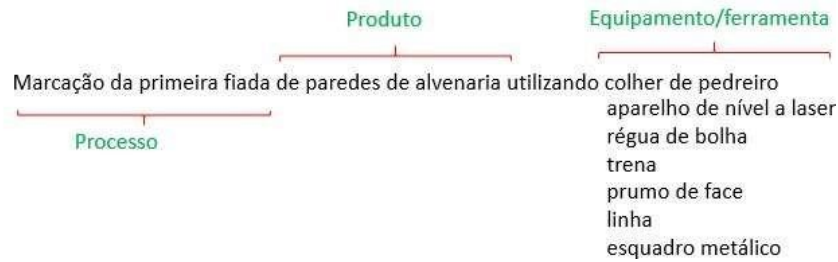 Produto
Equipamento/ferramenta
Marcação da primeira fiada de paredes de alvenaria utilizando colher de pedreiro
aparelho de nível a laser
Processo
régua de bolha
trena
prumo de face
linha
esquadro metálico